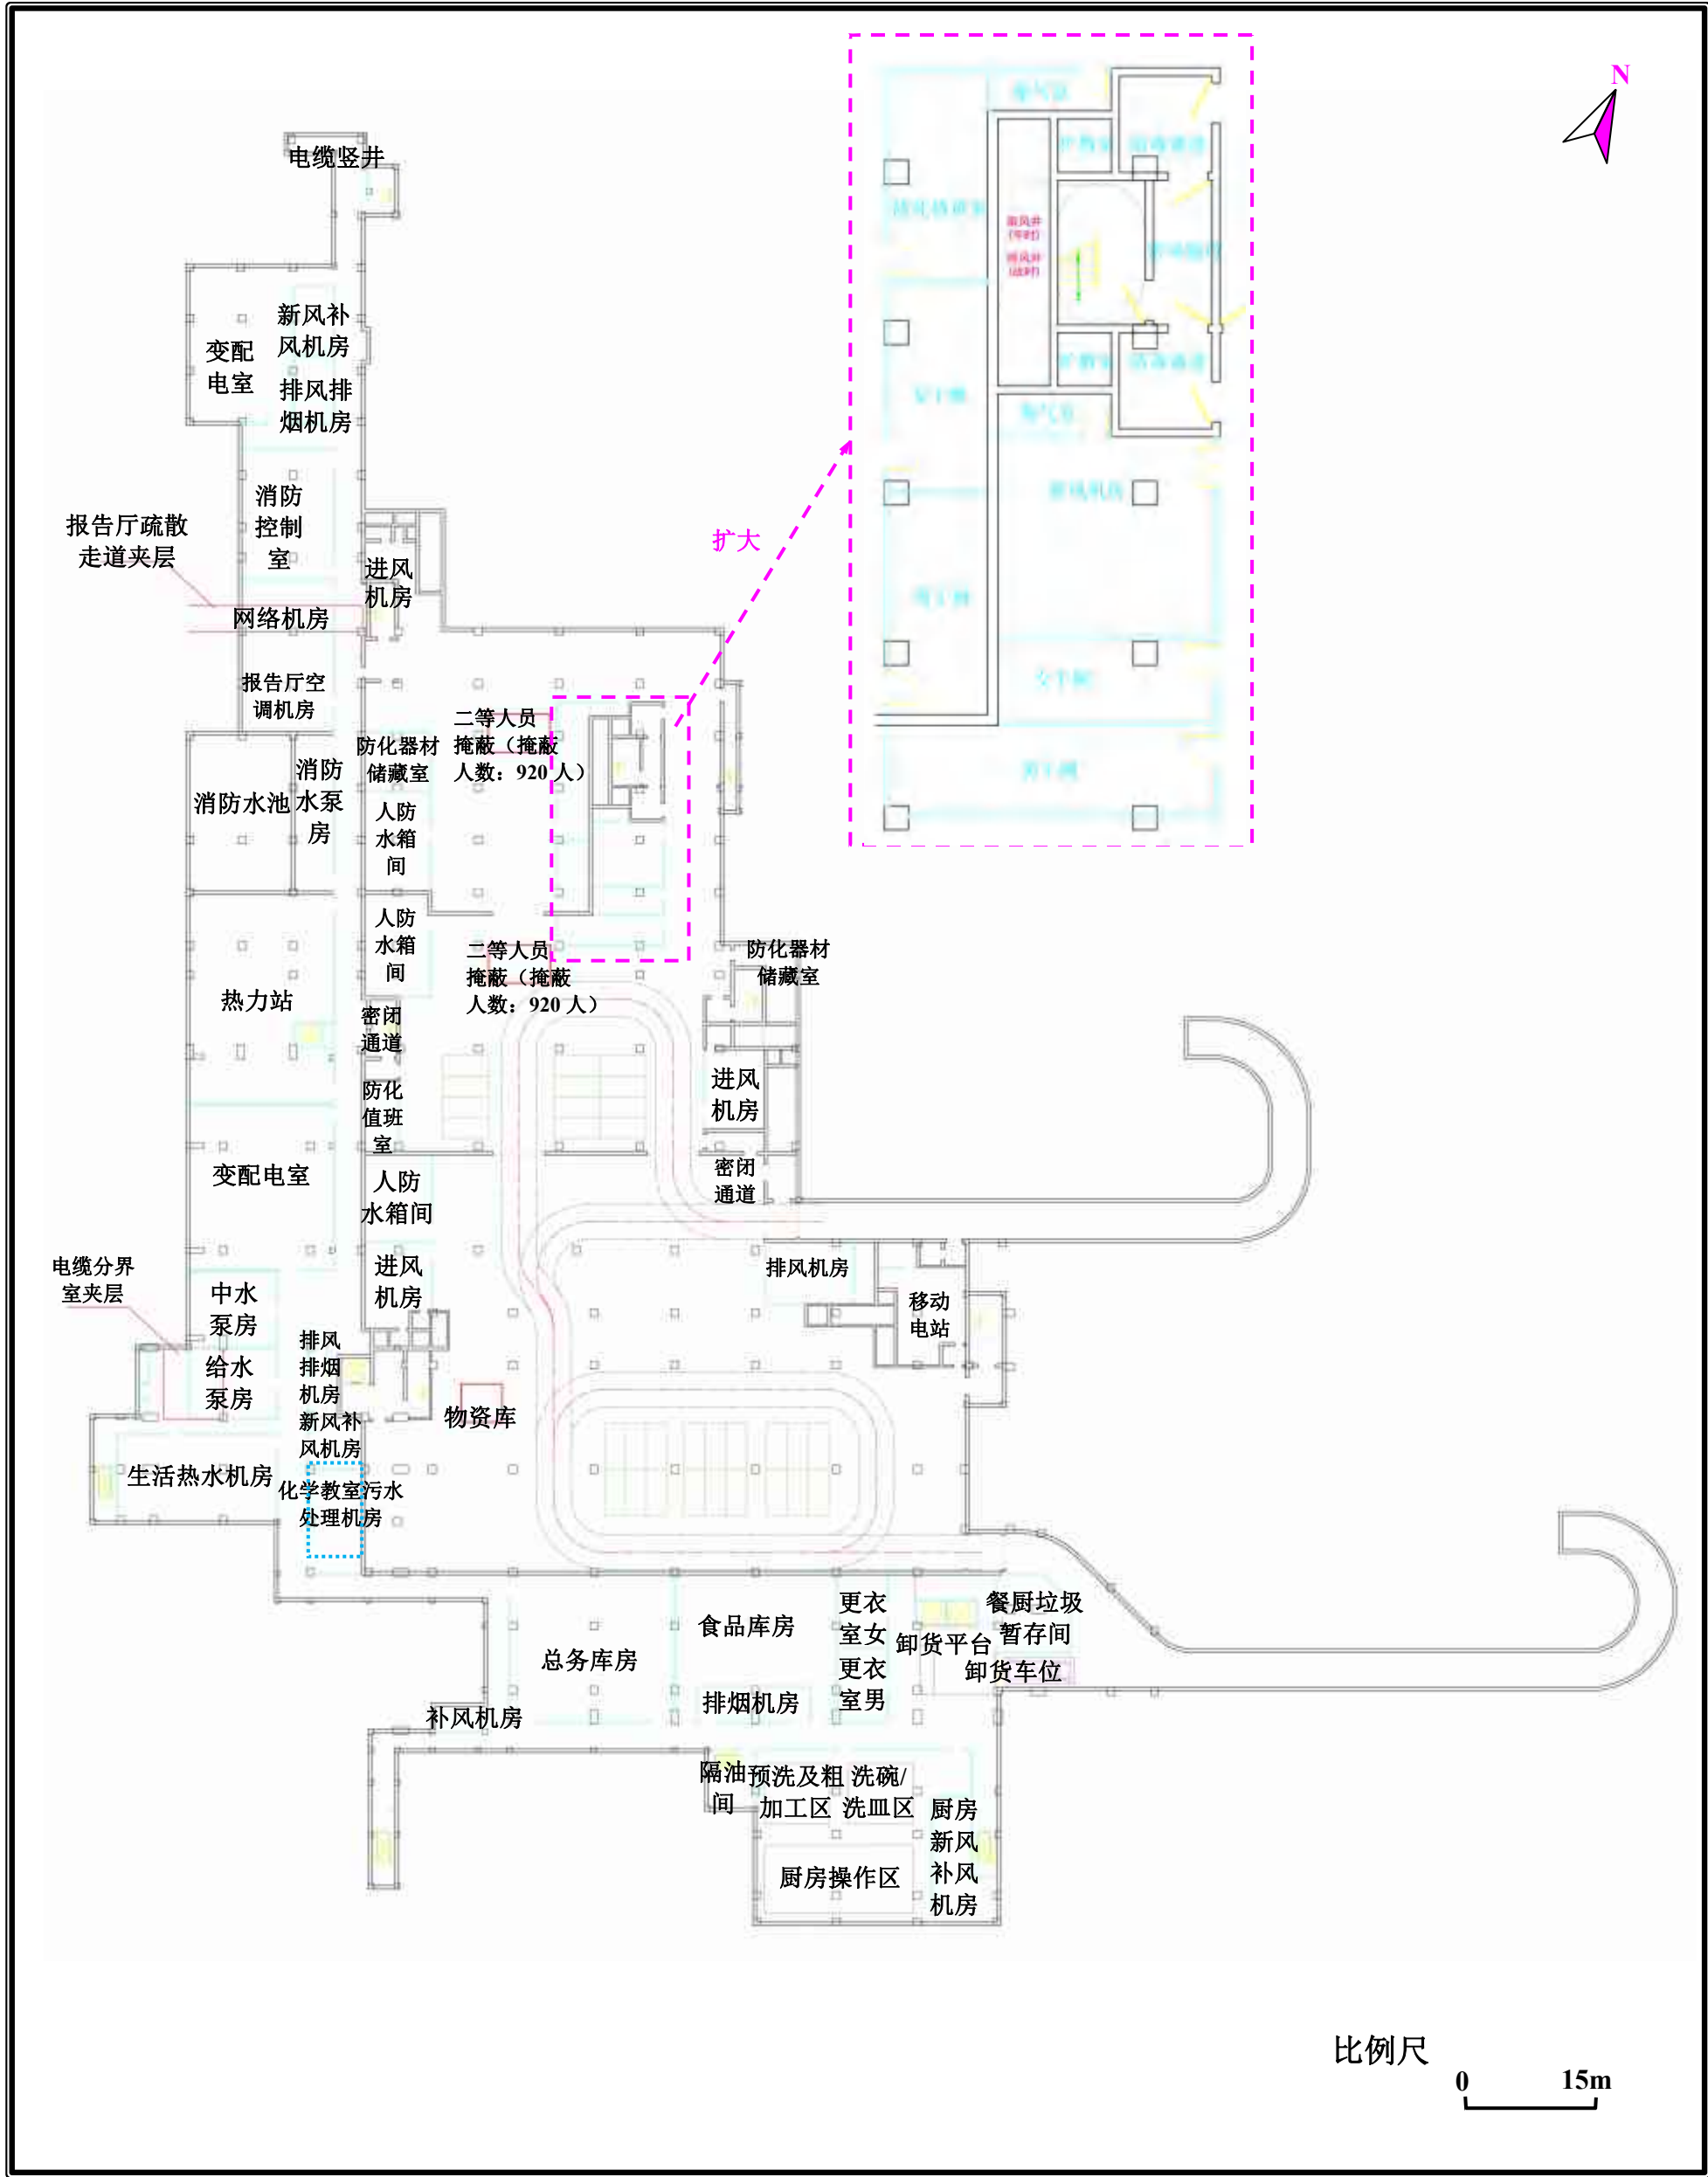 N
电缆竖井
新风补
风机房
变配
电室
排风排
烟机房
消防
控制
室
报告厅疏散
走道夹层
进风
机房
扩大
网络机房
报告厅空
调机房
二等人员
掩蔽（掩蔽
人数：920 人）
防化器材
储藏室
消防
水泵
房
消防水池
人防
水箱
间
人防
水箱
间
二等人员
掩蔽（掩蔽
人数：920 人）
防化器材
储藏室
热力站
密闭
通道
进风
机房
防化
值班
室
变配电室
人防
水箱间
密闭
通道
电缆分界
室夹层
进风
机房
排风机房
中水
泵房
移动
电站
排风
排烟
机房
给水
泵房
新风补
风机房
物资库
生活热水机房
化学教室污水
处理机房
更衣
室女
餐厨垃圾
暂存间
食品库房
卸货平台
总务库房
更衣
室男
卸货车位
排烟机房
补风机房
隔油
间
预洗及粗
加工区
洗碗/
洗皿区
厨房
新风
补风
机房
厨房操作区
比例尺
0 15m